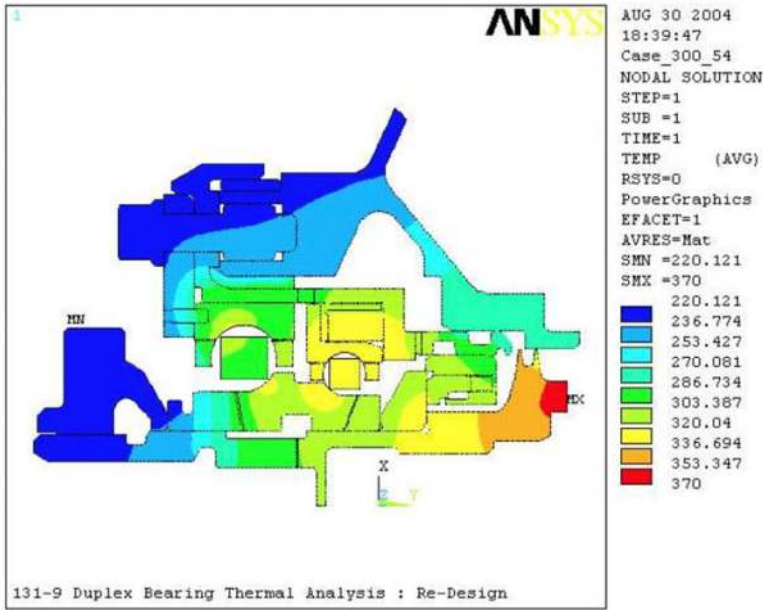 1
ANSYS
AUG 30 2004
18:39:47
Case_300_54
NODAL SOLUTION
STEP=1
SUB =1
TIME=1
TEMP (AVG)
RSYS=0
PowerGraphics
EFACET=1
AVRES=Mat
SMN =220.121
SMX =370
220.121
236.774
253.427
270.081
286.734
303.387
320.04
336.694
353.347
370
MN
MX
X
Z Y
131-9 Duplex Bearing Thermal Analysis : Re-Design